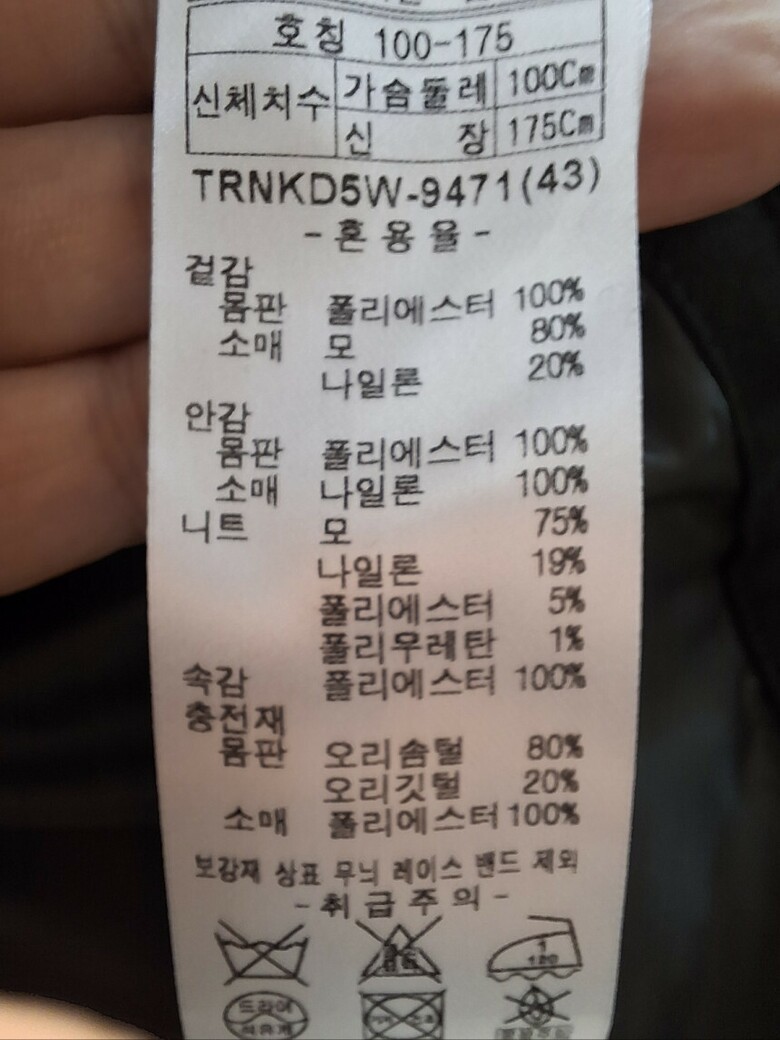 호칭 100-175
신체치수 가슴둘레 100Cm
신 장 175Cm
TRNKD5W-9471(43)
- 혼 용 율 -
겉감
몸판 폴리에스터 100%
소매 모 80%
나일론 20%
안감
몸판 폴리에스터 100%
소매 나일론 100%
니트 모 75%
나일론 19%
폴리에스터 5%
폴리우레탄 1%
속감 폴리에스터 100%
충전재
몸판 오리솜털 80%
오리깃털 20%
소매 폴리에스터 100%
보강재 상표 무늬 레이스 밴드 제외
- 취 급 주 의 -
1
120
드라이